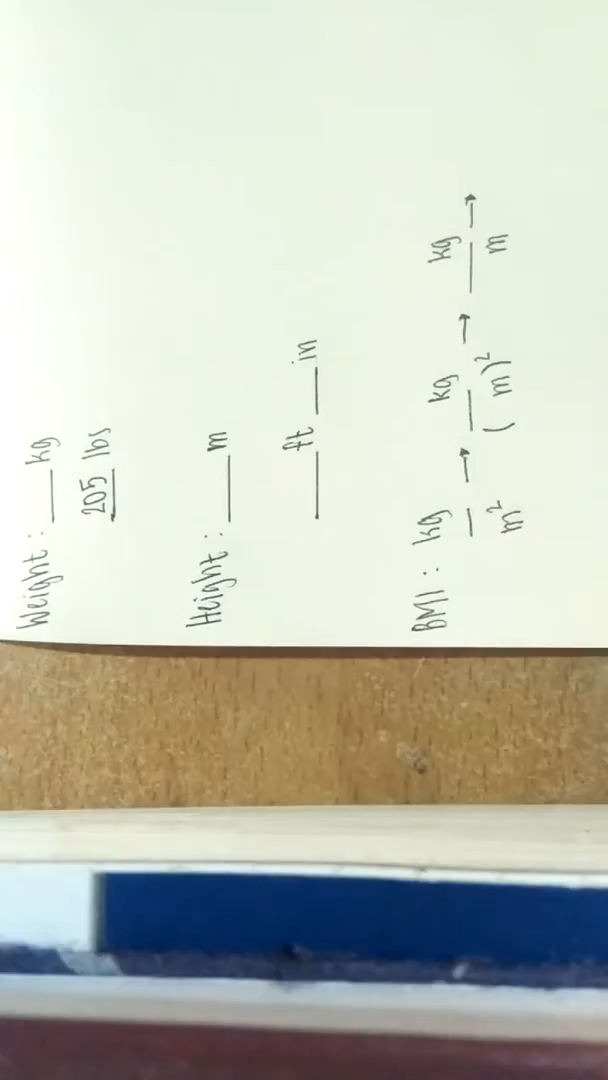 Weight: ___ kg
205 lbs
Height: ___ m
___ ft ___ in
BMI: kg/m² → kg/(m)² → kg/m →